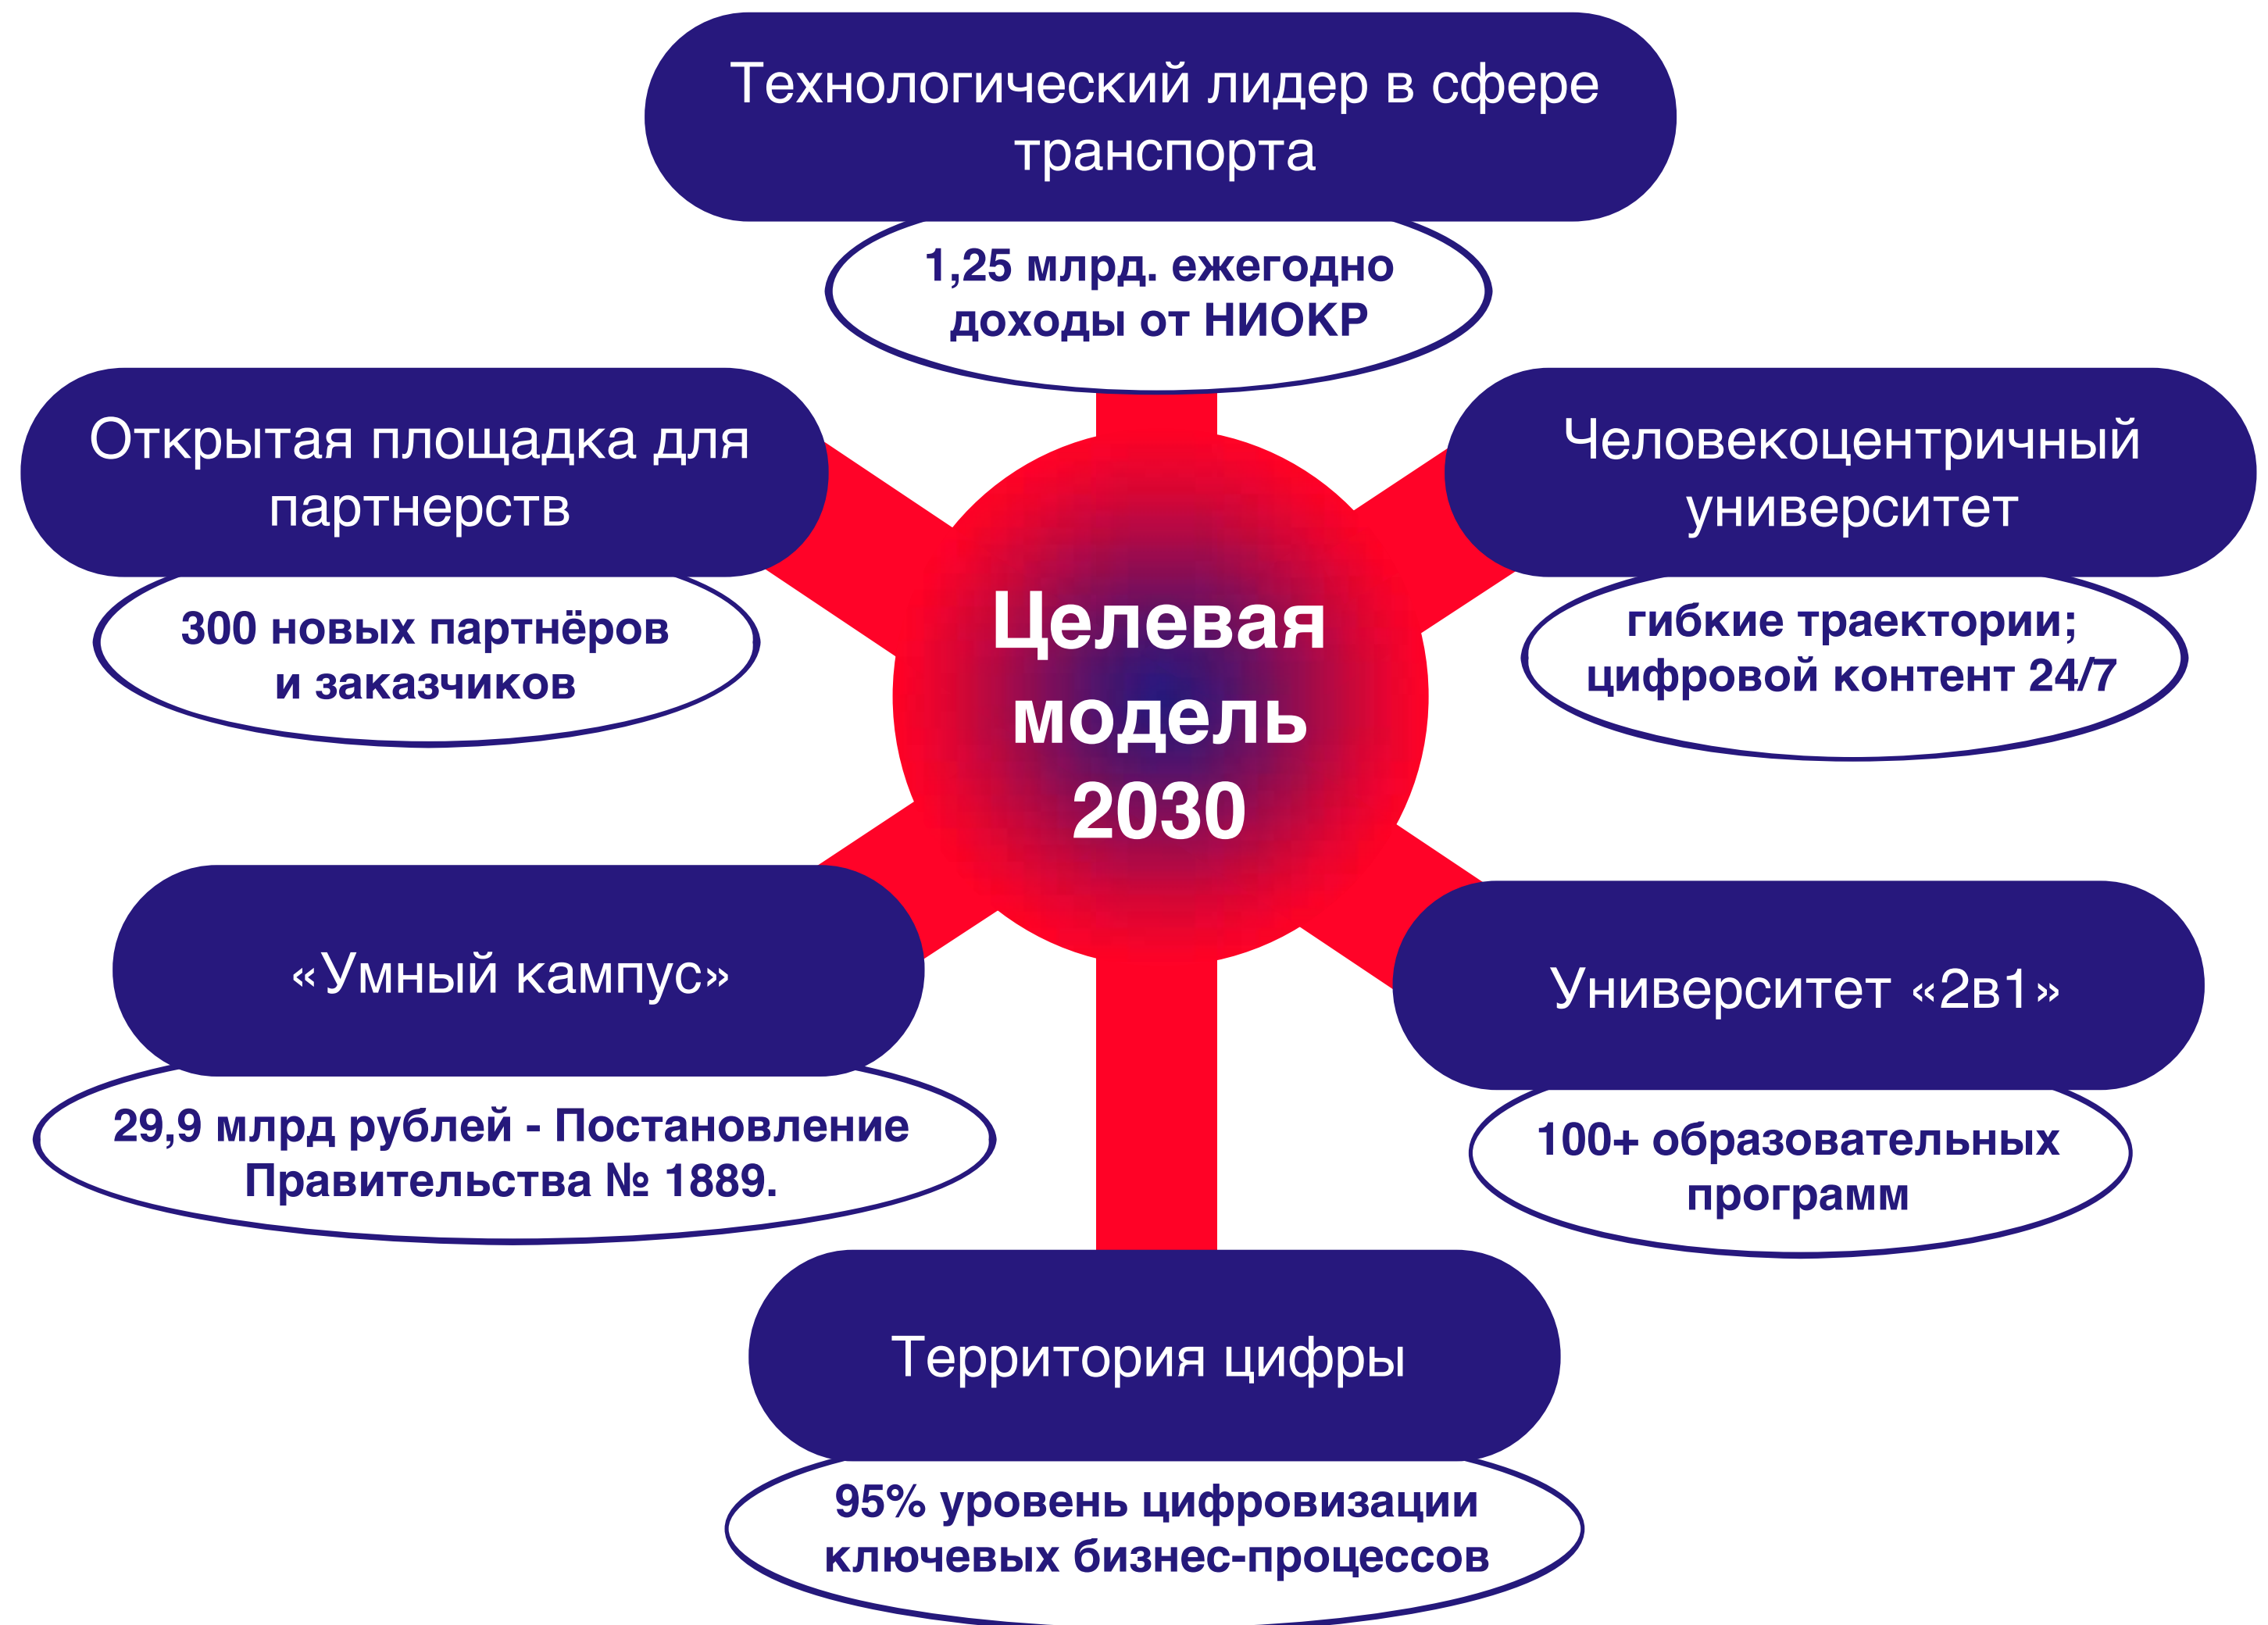 Технологический лидер в сфере
транспорта
1,25 млрд. ежегодно
доходы от НИОКР
Открытая площадка для
партнерств
300 новых партнёров
и заказчиков
Человекоцентричный
университет
гибкие траектории;
цифровой контент 24/7
Целевая
модель
2030
«Умный кампус»
29,9 млрд рублей - Постановление
Правительства № 1889.
Университет «2в1»
100+ образовательных
программ
Территория цифры
95% уровень цифровизации
ключевых бизнес-процессов